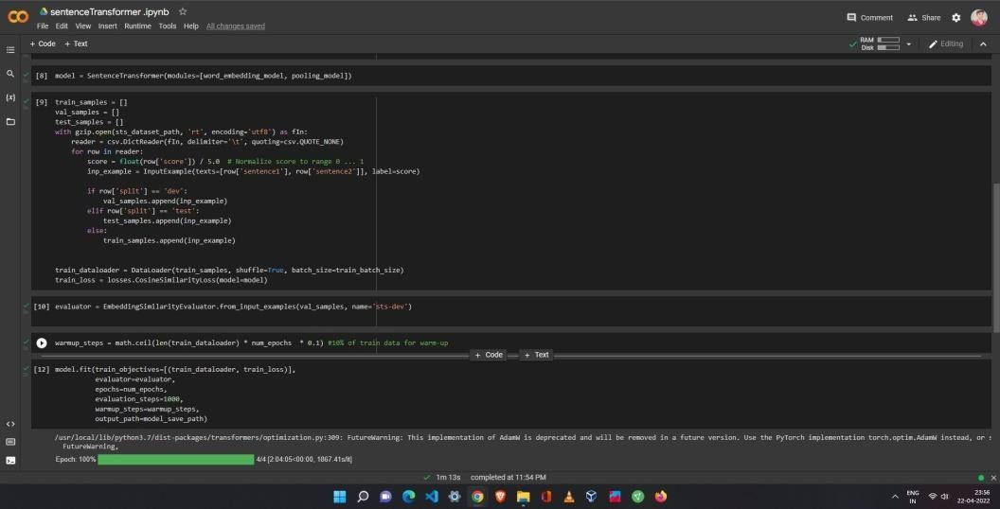 sentenceTransformer .ipynb
File Edit View Insert Runtime Tools Help All changes saved
Comment Share
+ Code + Text
RAM
Disk
Editing
[8] model = SentenceTransformer(modules=[word_embedding_model, pooling_model])
[9] train_samples = []
val_samples = []
test_samples = []
with gzip.open(sts_dataset_path, 'rt', encoding='utf8') as fIn:
    reader = csv.DictReader(fIn, delimiter='\t', quoting=csv.QUOTE_NONE)
    for row in reader:
        score = float(row['score']) / 5.0  # Normalize score to range 0 ... 1
        inp_example = InputExample(texts=[row['sentence1'], row['sentence2']], label=score)
        if row['split'] == 'dev':
            val_samples.append(inp_example)
        elif row['split'] == 'test':
            test_samples.append(inp_example)
        else:
            train_samples.append(inp_example)
train_dataloader = DataLoader(train_samples, shuffle=True, batch_size=train_batch_size)
train_loss = losses.CosineSimilarityLoss(model=model)
[10] evaluator = EmbeddingSimilarityEvaluator.from_input_examples(val_samples, name='sts-dev')
warmup_steps = math.ceil(len(train_dataloader) * num_epochs  * 0.1) #10% of train data for warm-up
+ Code + Text
[12] model.fit(train_objectives=[(train_dataloader, train_loss)],
          evaluator=evaluator,
          epochs=num_epochs,
          evaluation_steps=1000,
          warmup_steps=warmup_steps,
          output_path=model_save_path)
/usr/local/lib/python3.7/dist-packages/transformers/optimization.py:309: FutureWarning: This implementation of AdamW is deprecated and will be removed in a future version. Use the PyTorch implementation torch.optim.AdamW instead, or
  FutureWarning,
Epoch: 100% 4/4 [2:04:05<00:00, 1867.41s/it]
1m 13s completed at 11:54 PM
ENG
IN
23:56
22-04-2022